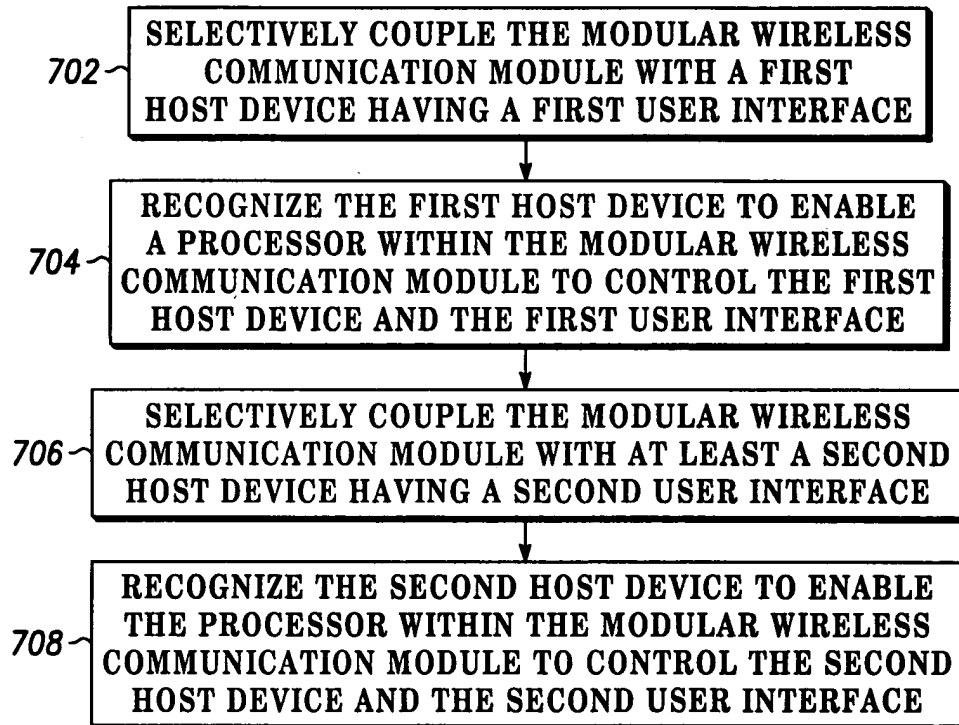 SELECTIVELY COUPLE THE MODULAR WIRELESS
702
COMMUNICATION MODULE WITH A FIRST
HOST DEVICE HAVING A FIRST USER INTERFACE
RECOGNIZE THE FIRST HOST DEVICE TO ENABLE
A PROCESSOR WITHIN THE MODULAR WIRELESS
704
COMMUNICATION MODULE TO CONTROL THE FIRST
HOST DEVICE AND THE FIRST USER INTERFACE
SELECTIVELY COUPLE THE MODULAR WIRELESS
706
COMMUNICATION MODULE WITH AT LEAST A SECOND
HOST DEVICE HAVING A SECOND USER INTERFACE
RECOGNIZE THE SECOND HOST DEVICE TO ENABLE
THE PROCESSOR WITHIN THE MODULAR WIRELESS
708
COMMUNICATION MODULE TO CONTROL THE SECOND
HOST DEVICE AND THE SECOND USER INTERFACE